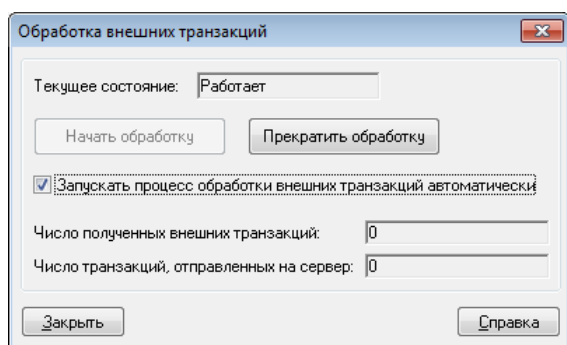 Обработка внешних транзакций
Текущее состояние: Работает
Начать обработку Прекратить обработку
Запускать процесс обработки внешних транзакций автоматически
Число полученных внешних транзакций: 0
Число транзакций, отправленных на сервер: 0
Закрыть Справка